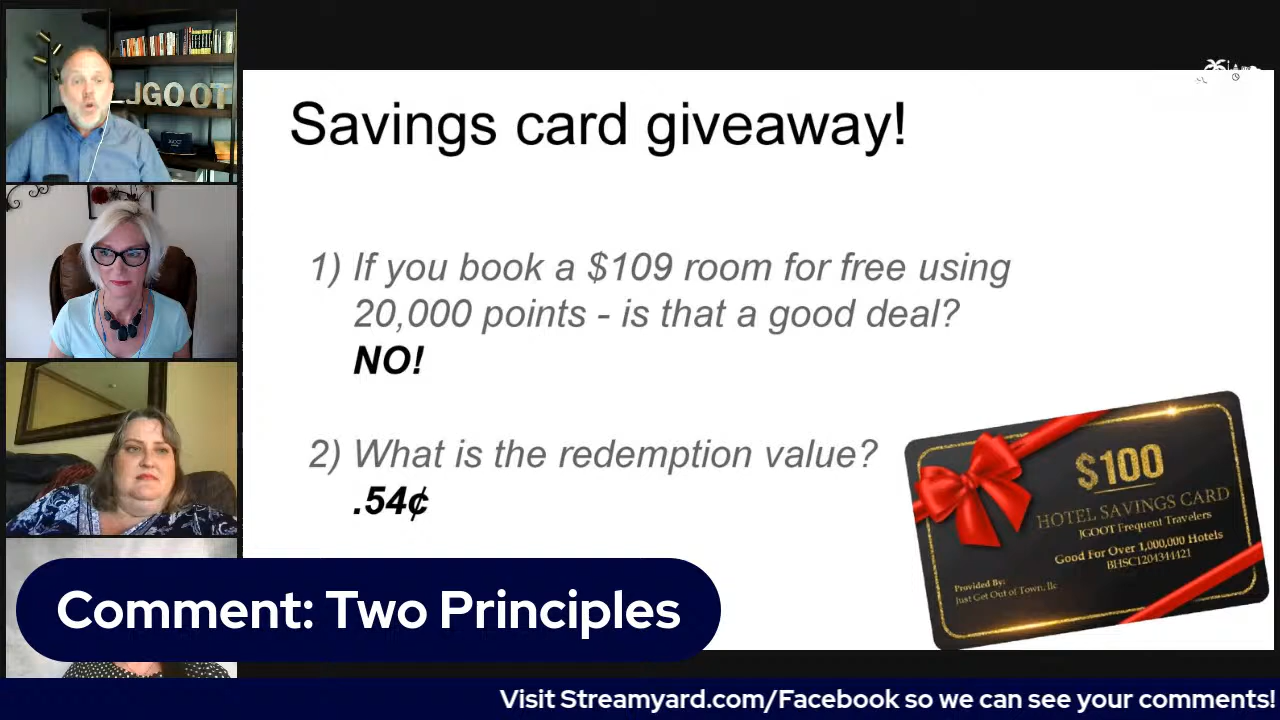 JGOOT
Savings card giveaway!
1) If you book a $109 room for free using
20,000 points - is that a good deal?
NO!
2) What is the redemption value?
.54¢
$100
HOTEL SAVINGS CARD
JGOOT Frequent Travelers
Good For Over 1,000,000 Hotels
BHSC1204344421
Provided By:
Just Get Out of Town, llc
Comment: Two Principles
Visit Streamyard.com/Facebook so we can see your comments!